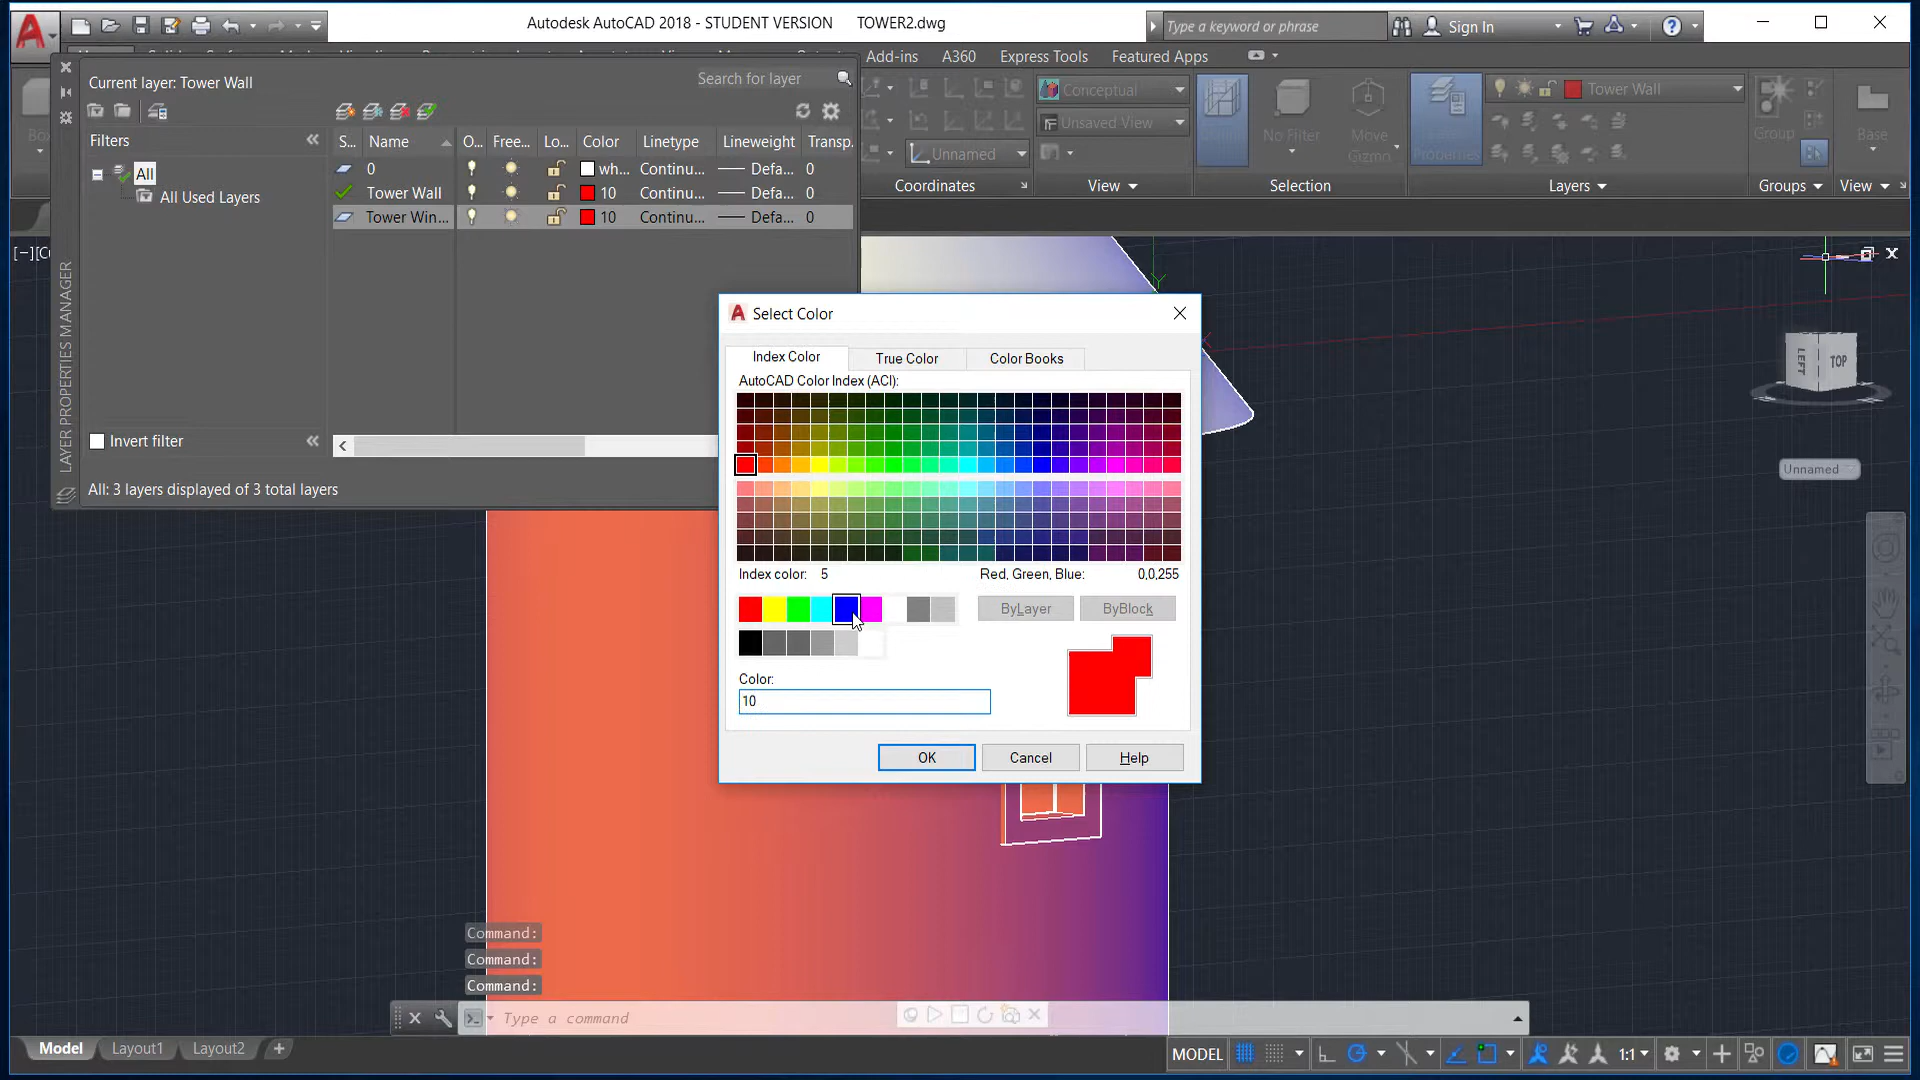 Autodesk AutoCAD 2018 - STUDENT VERSION TOWER2.dwg
Type a keyword or phrase
Sign In
Add-ins A360 Express Tools Featured Apps
Current layer: Tower Wall
Search for layer
Filters
All
All Used Layers
S... Name O... Free... Lo... Color Linetype Lineweight Transp.
0 wh... Continu... Defa... 0
Tower Wall 10 Continu... Defa... 0
Tower Win... 10 Continu... Defa... 0
Invert filter
All: 3 layers displayed of 3 total layers
LAYER PROPERTIES MANAGER
Conceptual
Unsaved View
Unnamed
Coordinates
View
No Filter
Move
Gizmo
Selection
Properties
Tower Wall
Layers
Group
Groups
Base
View
Select Color
Index Color True Color Color Books
AutoCAD Color Index (ACI):
Index color: 5 Red, Green, Blue: 0,0,255
ByLayer ByBlock
Color:
10
OK Cancel Help
LEFT TOP
Unnamed
Y
X
Command:
Command:
Command:
Type a command
Model Layout1 Layout2 +
MODEL 1:1